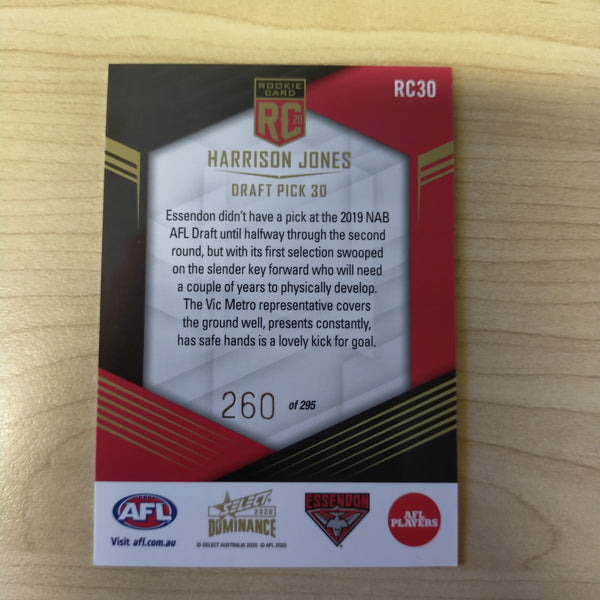 RC30
ROOKIE
CARD
RC 20
HARRISON JONES
DRAFT PICK 30
Essendon didn't have a pick at the 2019 NAB
AFL Draft until halfway through the second
round, but with its first selection swooped
on the slender key forward who will need
a couple of years to physically develop.
The Vic Metro representative covers
the ground well, presents constantly,
has safe hands is a lovely kick for goal.
260 of 295
AFL
Visit afl.com.au
SELECT
2020
DOMINANCE
© SELECT AUSTRALIA 2020 © AFL 2020
ESSENDON
AFL
PLAYERS